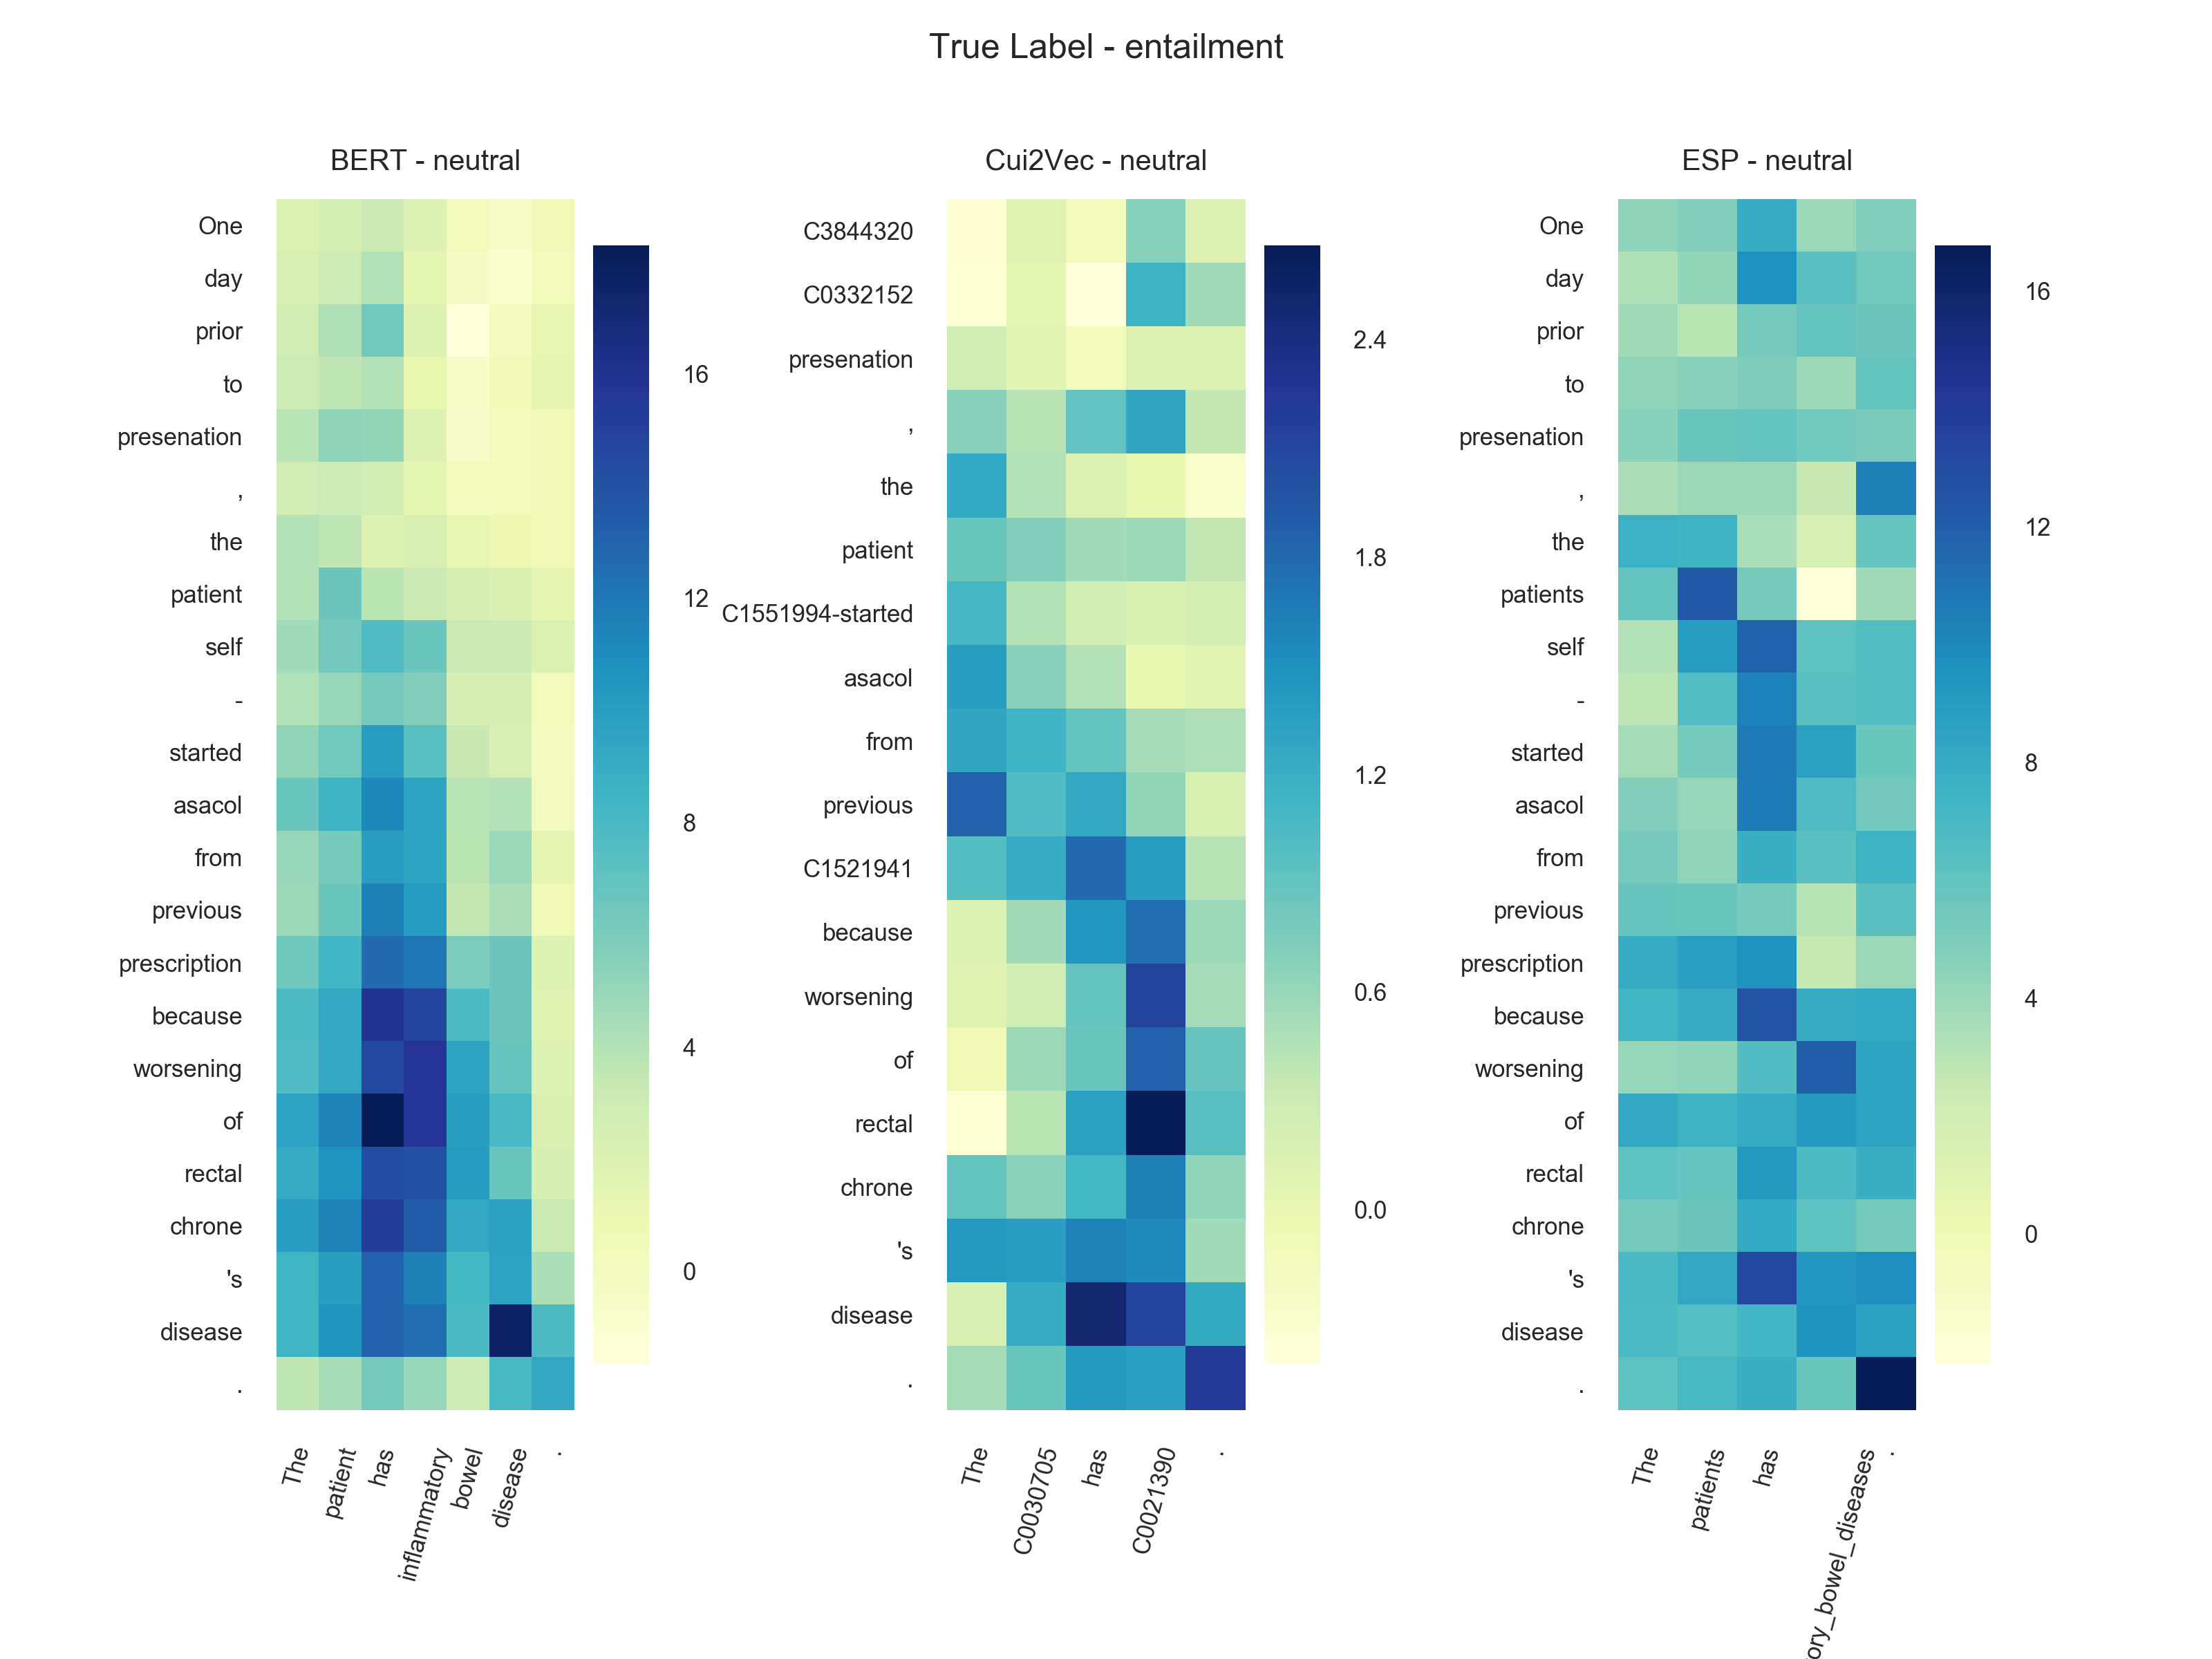 True Label - entailment
BERT - neutral
One
day
prior
to
presenation
,
the
patient
self
-
started
asacol
from
previous
prescription
because
worsening
of
rectal
chrone
's
disease
.
The
patient
has
inflammatory
bowel
disease
.
16
12
8
4
0
Cui2Vec - neutral
C3844320
C0332152
presenation
,
the
patient
C1551994-started
asacol
from
previous
C1521941
because
worsening
of
rectal
chrone
's
disease
.
The
C0030705
has
C0021390
.
2.4
1.8
1.2
0.6
0.0
ESP - neutral
One
day
prior
to
presenation
,
the
patients
self
-
started
asacol
from
previous
prescription
because
worsening
of
rectal
chrone
's
disease
.
The
patients
has
ory_bowel_diseases
.
16
12
8
4
0